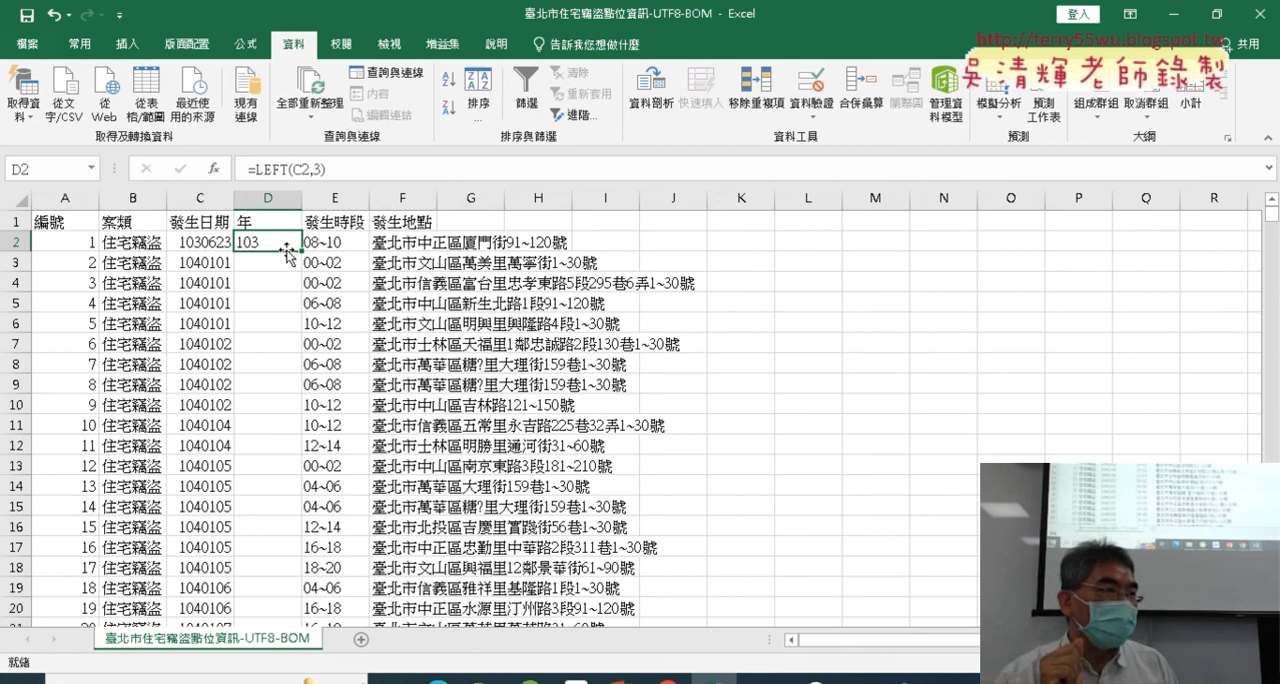 臺北市住宅竊盜點位資訊-UTF8-BOM - Excel
登入
檔案 常用 插入 版面配置 公式 資料 校閱 檢視 增益集 說明 告訴我您想做什麼
http://terry55wu.blogspot.tw
共用
吳清輝老師錄製
取得資料 從文字/CSV 從Web 從表格/範圍 最近使用的來源 現有連線
取得及轉換資料
全部重新整理 查詢與連線 內容 編輯連結
查詢與連線
排序... 篩選 清除 重新套用 進階...
排序與篩選
資料剖析 快速填入 移除重複項 資料驗證 合併彙算 關聯圖 管理資料模型
資料工具
模擬分析 預測工作表
預測
組成群組 取消群組 小計
大綱
D2 fx =LEFT(C2,3)
A B C D E F G H I J K L M N O P Q R
1 編號 案類 發生日期 年 發生時段 發生地點
2 1 住宅竊盜 1030623 103 08~10 臺北市中正區廈門街91~120號
3 2 住宅竊盜 1040101 00~02 臺北市文山區萬美里萬寧街1~30號
4 3 住宅竊盜 1040101 00~02 臺北市信義區富台里忠孝東路5段295巷6弄1~30號
5 4 住宅竊盜 1040101 06~08 臺北市中山區新生北路1段91~120號
6 5 住宅竊盜 1040101 10~12 臺北市文山區明興里興隆路4段1~30號
7 6 住宅竊盜 1040102 00~02 臺北市士林區天福里1鄰忠誠路2段130巷1~30號
8 7 住宅竊盜 1040102 06~08 臺北市萬華區糖?里大理街159巷1~30號
9 8 住宅竊盜 1040102 06~08 臺北市萬華區糖?里大理街159巷1~30號
10 9 住宅竊盜 1040102 10~12 臺北市中山區吉林路121~150號
11 10 住宅竊盜 1040104 10~12 臺北市信義區五常里永吉路225巷32弄1~30號
12 11 住宅竊盜 1040104 12~14 臺北市士林區明勝里通河街31~60號
13 12 住宅竊盜 1040105 00~02 臺北市中山區南京東路3段181~210號
14 13 住宅竊盜 1040105 04~06 臺北市萬華區大理街159巷1~30號
15 14 住宅竊盜 1040105 04~06 臺北市萬華區糖?里大理街159巷1~30號
16 15 住宅竊盜 1040105 12~14 臺北市北投區吉慶里實踐街56巷1~30號
17 16 住宅竊盜 1040105 16~18 臺北市中正區忠勤里中華路2段311巷1~30號
18 17 住宅竊盜 1040105 18~20 臺北市文山區興福里12鄰景華街61~90號
19 18 住宅竊盜 1040106 04~06 臺北市信義區雅祥里基隆路1段1~30號
20 19 住宅竊盜 1040106 16~18 臺北市中正區水源里汀州路3段91~120號
臺北市住宅竊盜點位資訊-UTF8-BOM
就緒